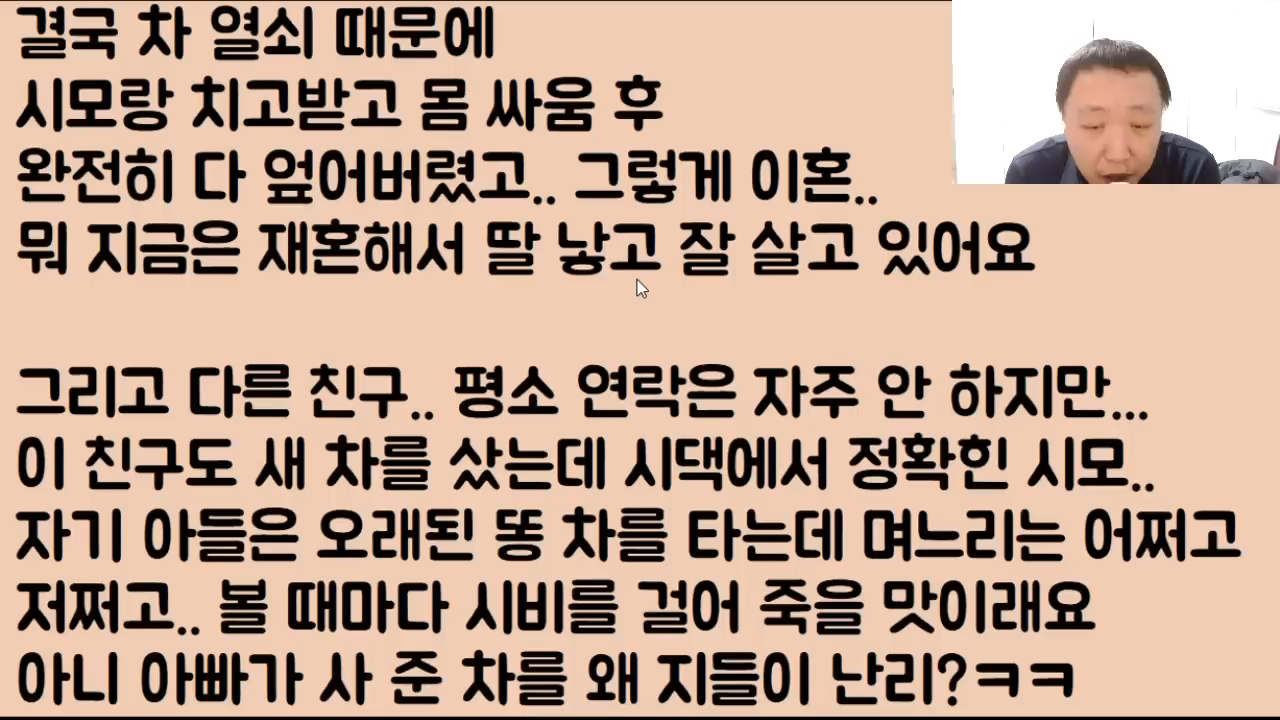 결국 차 열쇠 때문에
시모랑 치고받고 몸 싸움 후
완전히 다 엎어버렸고.. 그렇게 이혼..
뭐 지금은 재혼해서 딸 낳고 잘 살고 있어요
그리고 다른 친구.. 평소 연락은 자주 안 하지만...
이 친구도 새 차를 샀는데 시댁에서 정확힌 시모..
자기 아들은 오래된 똥 차를 타는데 며느리는 어쩌고
저쩌고.. 볼 때마다 시비를 걸어 죽을 맛이래요
아니 아빠가 사 준 차를 왜 지들이 난리?ㅋㅋ